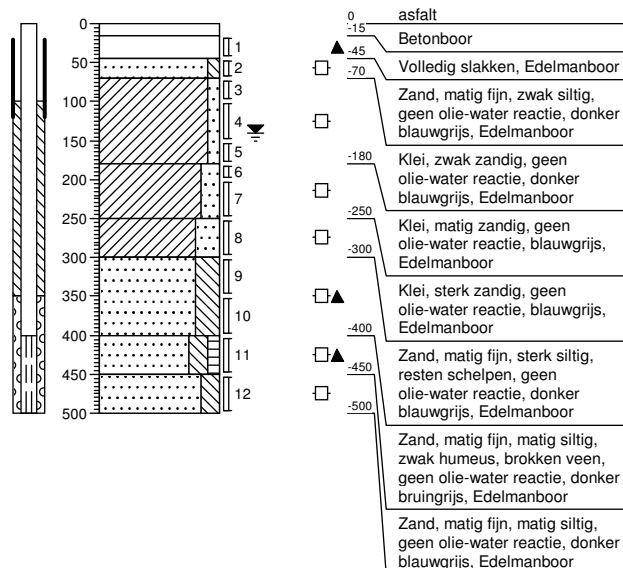 0
50
100
150
200
250
300
350
400
450
500
1
2
3
4
5
6
7
8
9
10
11
12
0
asfalt
-15
Betonboor
-45
Volledig slakken, Edelmanboor
-70
Zand, matig fijn, zwak siltig,
geen olie-water reactie, donker
blauwgrijs, Edelmanboor
-180
Klei, zwak zandig, geen
olie-water reactie, donker
blauwgrijs, Edelmanboor
-250
Klei, matig zandig, geen
olie-water reactie, blauwgrijs,
Edelmanboor
-300
Klei, sterk zandig, geen
olie-water reactie, blauwgrijs,
Edelmanboor
-400
Zand, matig fijn, sterk siltig,
resten schelpen, geen
olie-water reactie, donker
blauwgrijs, Edelmanboor
-450
-500
Zand, matig fijn, matig siltig,
zwak humeus, brokken veen,
geen olie-water reactie, donker
bruingrijs, Edelmanboor
Zand, matig fijn, matig siltig,
geen olie-water reactie, donker
blauwgrijs, Edelmanboor